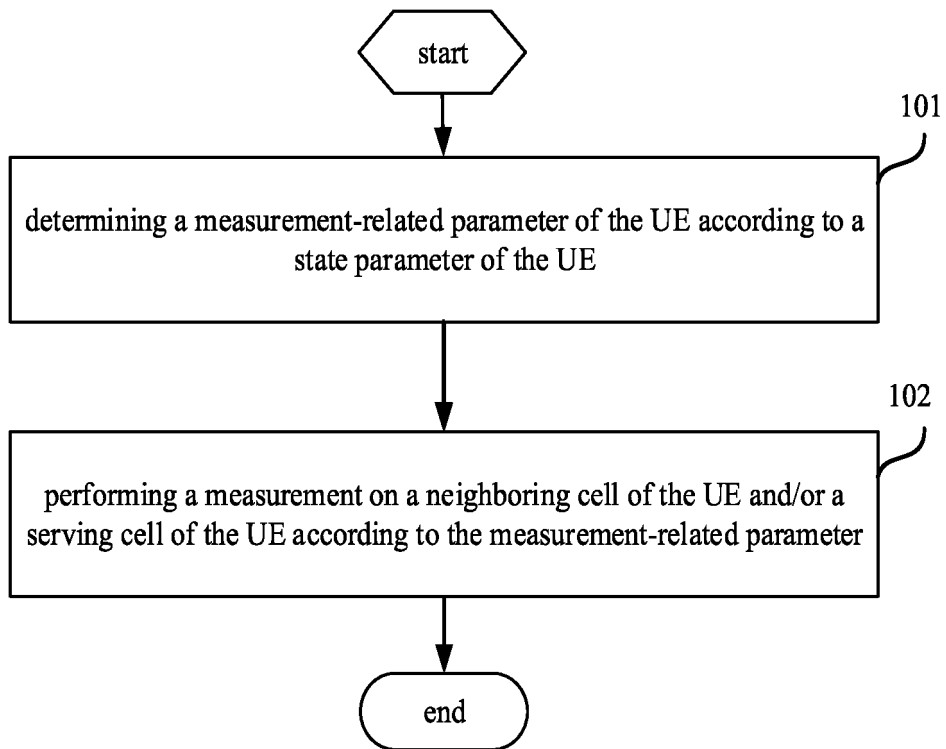 start
101
determining a measurement-related parameter of the UE according to a
state parameter of the UE
102
performing a measurement on a neighboring cell of the UE and/or a
serving cell of the UE according to the measurement-related parameter
end